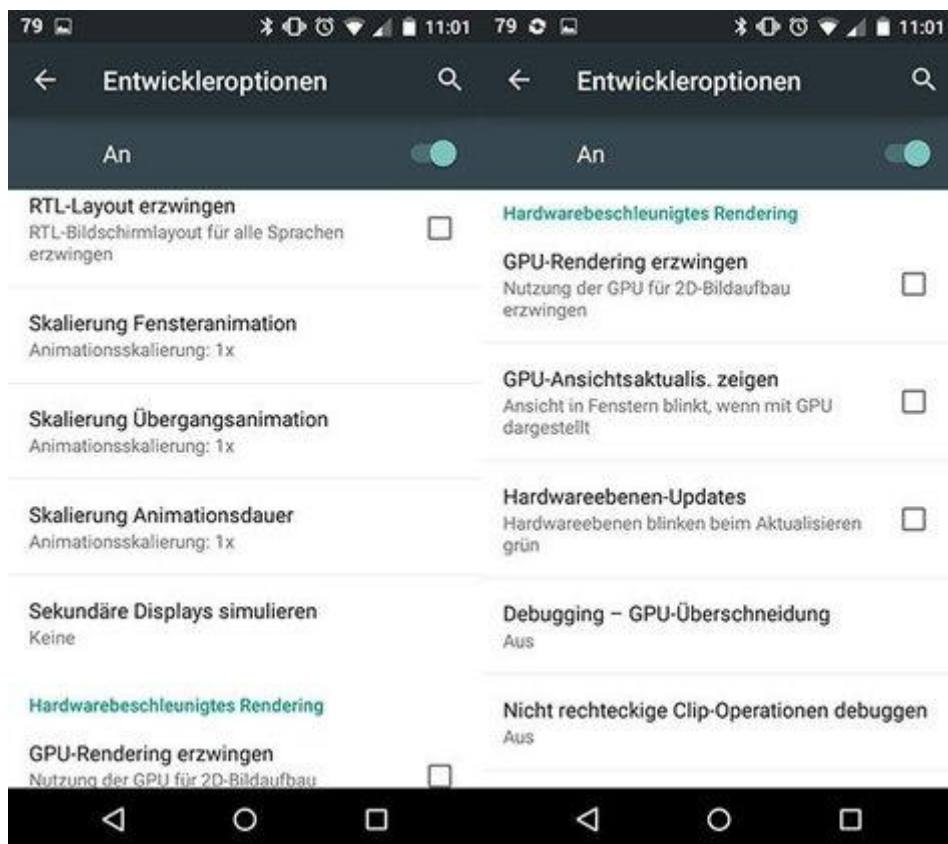 79 11:01
Entwickleroptionen
An
RTL-Layout erzwingen
RTL-Bildschirmlayout für alle Sprachen
erzwingen
Skalierung Fensteranimation
Animationsskalierung: 1x
Skalierung Übergangsanimation
Animationsskalierung: 1x
Skalierung Animationsdauer
Animationsskalierung: 1x
Sekundäre Displays simulieren
Keine
Hardwarebeschleunigtes Rendering
GPU-Rendering erzwingen
Nutzung der GPU für 2D-Bildaufbau
79 11:01
Entwickleroptionen
An
Hardwarebeschleunigtes Rendering
GPU-Rendering erzwingen
Nutzung der GPU für 2D-Bildaufbau
erzwingen
GPU-Ansichtsaktualis. zeigen
Ansicht in Fenstern blinkt, wenn mit GPU
dargestellt
Hardwareebenen-Updates
Hardwareebenen blinken beim Aktualisieren
grün
Debugging – GPU-Überschneidung
Aus
Nicht rechteckige Clip-Operationen debuggen
Aus